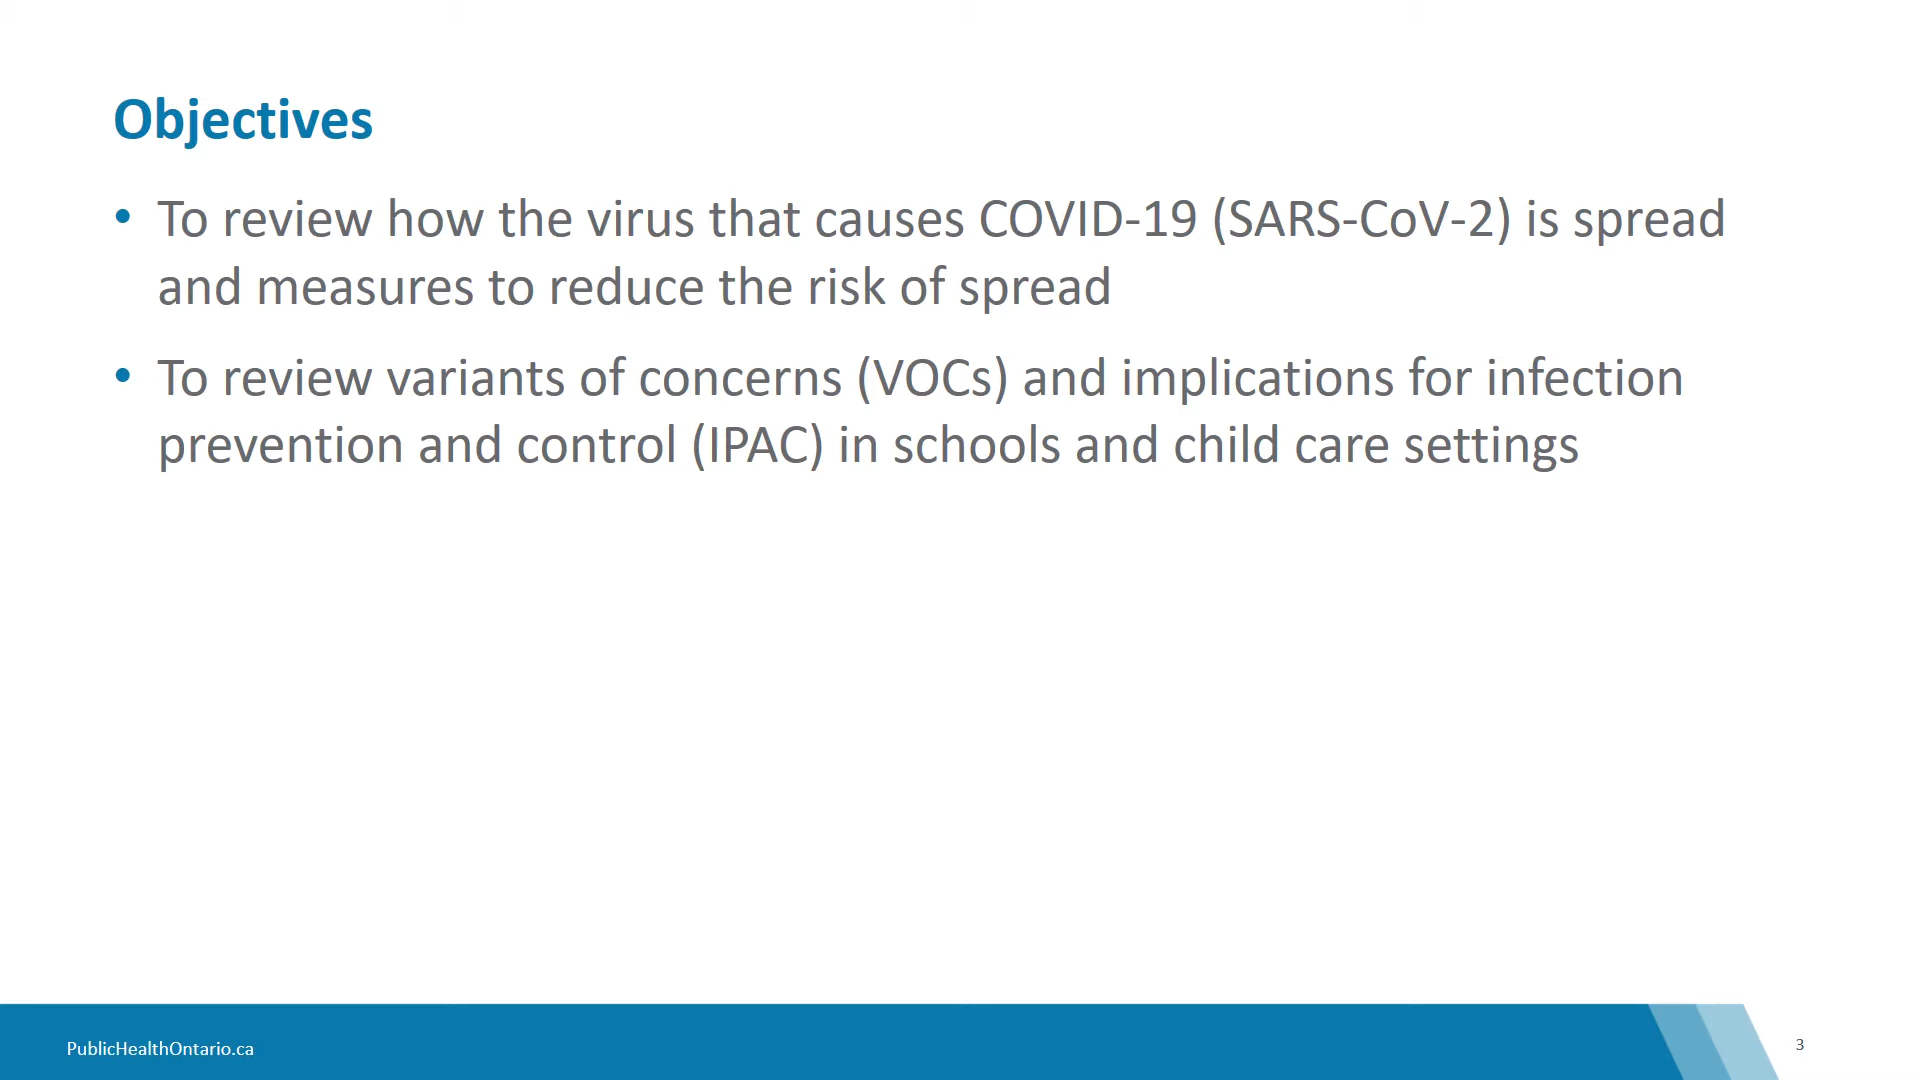 Objectives
• To review how the virus that causes COVID-19 (SARS-CoV-2) is spread
and measures to reduce the risk of spread
• To review variants of concerns (VOCs) and implications for infection
prevention and control (IPAC) in schools and child care settings
PublicHealthOntario.ca
3